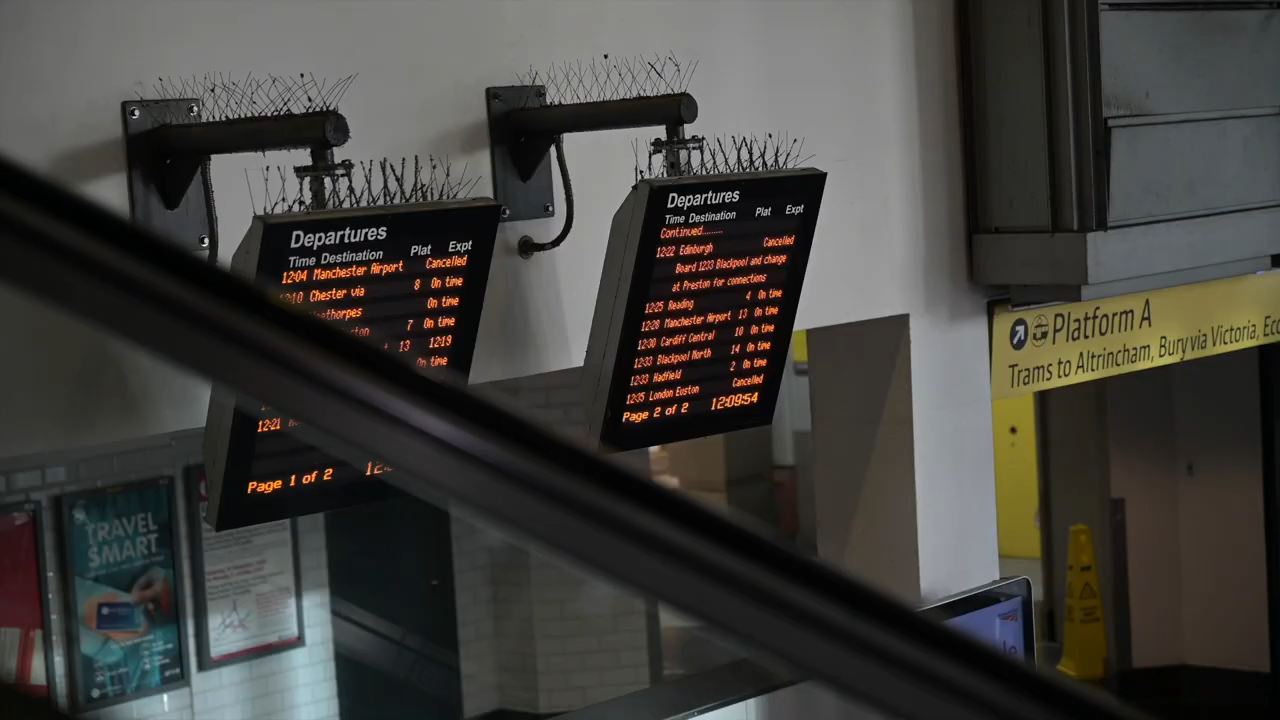 Departures
Time Destination Plat Expt
12:04 Manchester Airport Cancelled
Chester via 8 On time
On time
7 On time
13 12:19
On time
12:21
Page 1 of 2
Departures
Time Destination Plat Expt
Continued........
12:22 Edinburgh Cancelled
Board 1233 Blackpool and change
at Preston for connections
12:25 Reading 4 On time
12:28 Manchester Airport 13 On time
12:30 Cardiff Central 10 On time
12:33 Blackpool North 14 On time
12:33 Hadfield 2 On time
12:35 London Euston Cancelled
Page 2 of 2 12:09:54
Platform A
Trams to Altrincham, Bury via Victoria,
TRAVEL
SMART